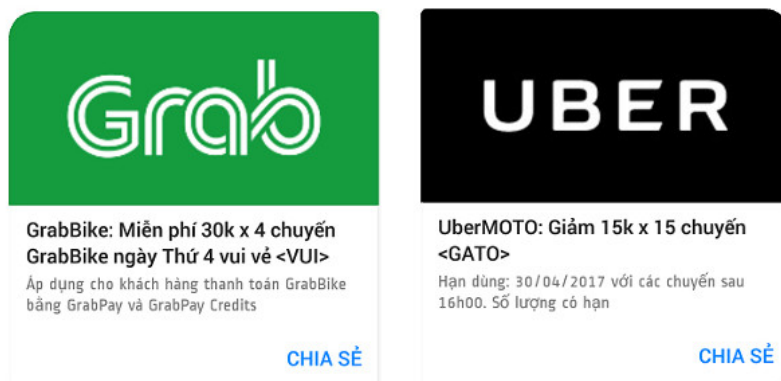 Grab
GrabBike: Miễn phí 30k x 4 chuyến
GrabBike ngày Thứ 4 vui vẻ <VUI>
Áp dụng cho khách hàng thanh toán GrabBike
bằng GrabPay và GrabPay Credits
CHIA SẺ
UBER
UberMOTO: Giảm 15k x 15 chuyến
<GATO>
Hạn dùng: 30/04/2017 với các chuyến sau
16h00. Số lượng có hạn
CHIA SẺ